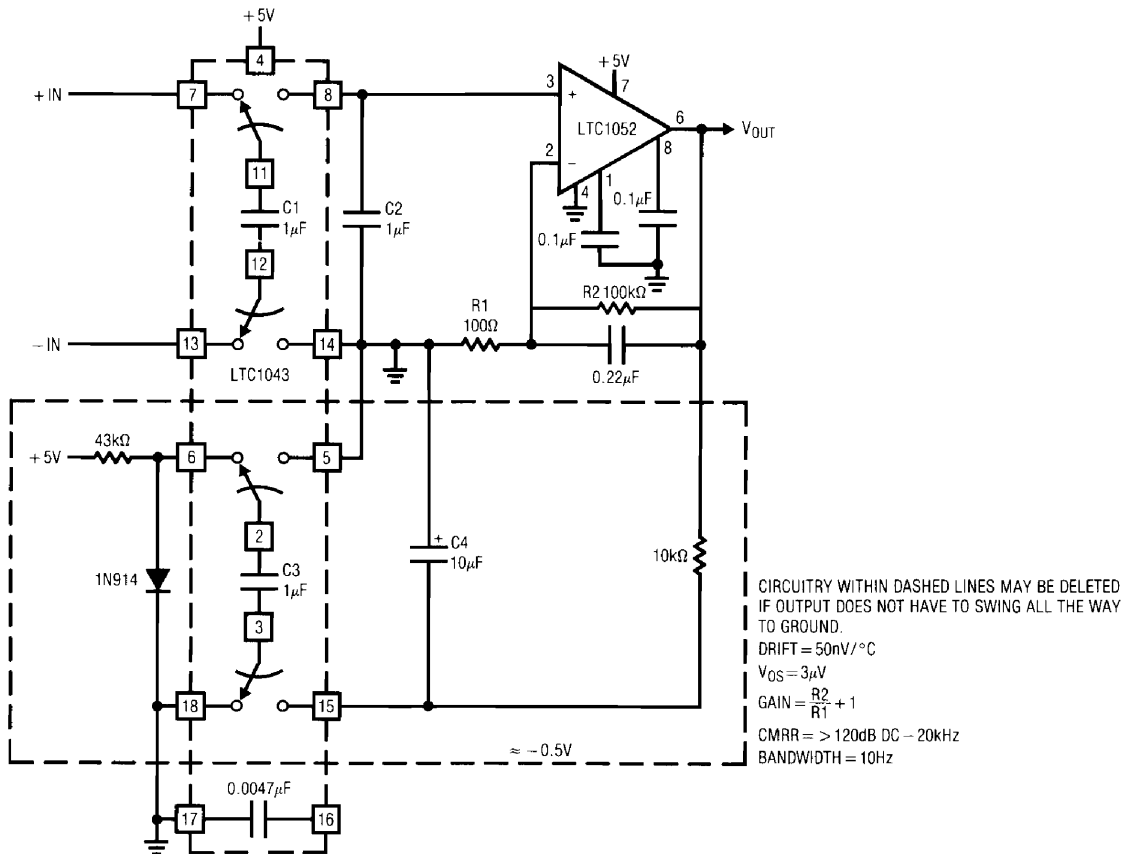 +5V
4
+IN
7
8
11
C1
1μF
12
−IN
13
14
LTC1043
C2
1μF
+5V
3
7
+
LTC1052
6
VOUT
2
−
8
4
1
0.1μF
0.1μF
R2 100kΩ
R1
100Ω
0.22μF
43kΩ
+5V
6
5
2
C3
1μF
3
1N914
18
15
+
C4
10μF
10kΩ
≈ −0.5V
0.0047μF
17
16
CIRCUITRY WITHIN DASHED LINES MAY BE DELETED
IF OUTPUT DOES NOT HAVE TO SWING ALL THE WAY
TO GROUND.
DRIFT = 50nV/°C
VOS = 3μV
GAIN = R2/R1 + 1
CMRR = >120dB DC – 20kHz
BANDWIDTH = 10Hz